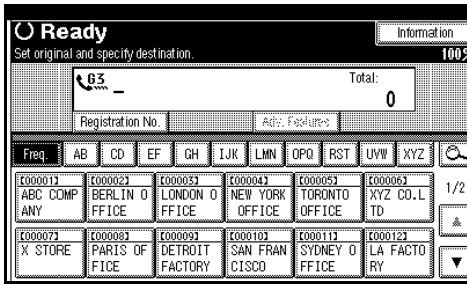 Ready
Information
Set original and specify destination.
100%
G3
Total:
0
Registration No.
Adv. Features
Freq.
AB
CD
EF
GH
IJK
LMN
OPQ
RST
UVW
XYZ
[00001]
ABC COMP
ANY
[00002]
BERLIN O
FFICE
[00003]
LONDON O
FFICE
[00004]
NEW YORK
OFFICE
[00005]
TORONTO
OFFICE
[00006]
XYZ CO.L
TD
1/2
[00007]
X STORE
[00008]
PARIS OF
FICE
[00009]
DETROIT
FACTORY
[00010]
SAN FRAN
CISCO
[00011]
SYDNEY O
FFICE
[00012]
LA FACTO
RY